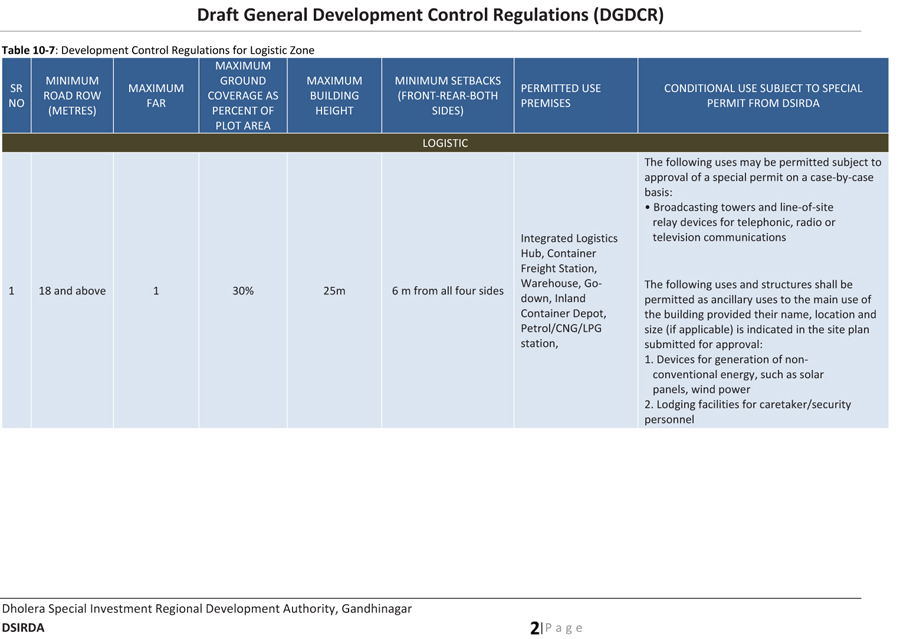 Draft General Development Control Regulations (DGDCR)
Table 10-7: Development Control Regulations for Logistic Zone
SR
NO
MINIMUM
ROAD ROW
(METRES)
MAXIMUM
FAR
MAXIMUM
GROUND
COVERAGE AS
PERCENT OF
PLOT AREA
MAXIMUM
BUILDING
HEIGHT
MINIMUM SETBACKS
(FRONT-REAR-BOTH
SIDES)
PERMITTED USE
PREMISES
CONDITIONAL USE SUBJECT TO SPECIAL
PERMIT FROM DSIRDA
LOGISTIC
1
18 and above
1
30%
25m
6 m from all four sides
Integrated Logistics
Hub, Container
Freight Station,
Warehouse, Go-
down, Inland
Container Depot,
Petrol/CNG/LPG
station,
The following uses may be permitted subject to
approval of a special permit on a case-by-case
basis:
• Broadcasting towers and line-of-site
relay devices for telephonic, radio or
television communications
The following uses and structures shall be
permitted as ancillary uses to the main use of
the building provided their name, location and
size (if applicable) is indicated in the site plan
submitted for approval:
1. Devices for generation of non-
conventional energy, such as solar
panels, wind power
2. Lodging facilities for caretaker/security
personnel
Dholera Special Investment Regional Development Authority, Gandhinagar
DSIRDA
2|Page